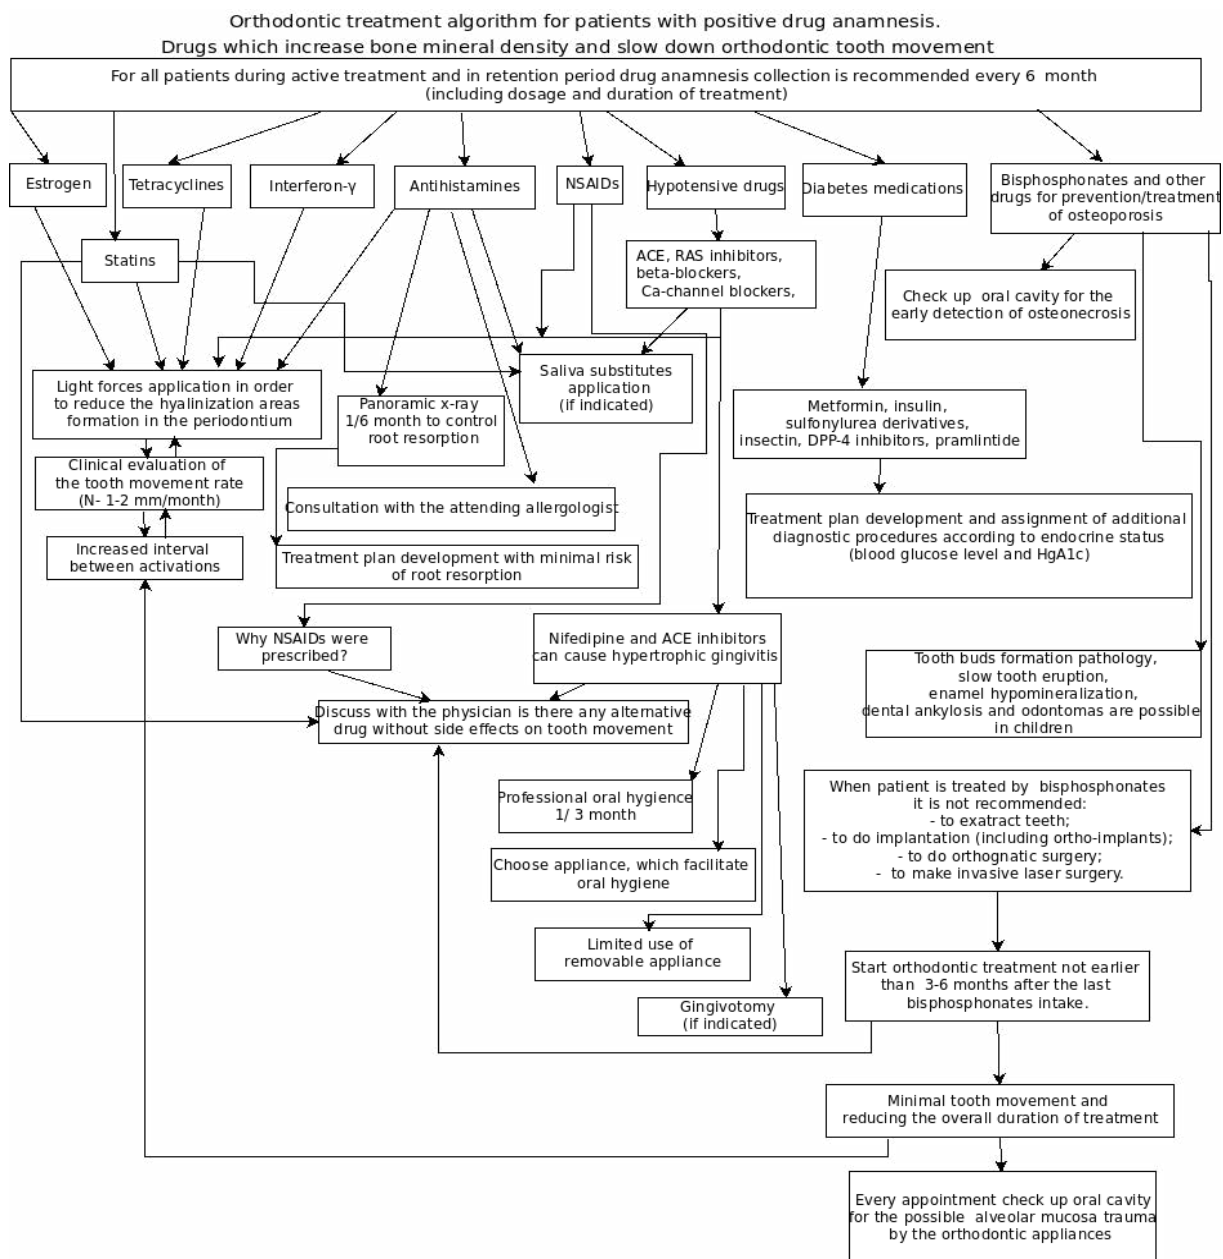 Orthodontic treatment algorithm for patients with positive drug anamnesis.
Drugs which increase bone mineral density and slow down orthodontic tooth movement
For all patients during active treatment and in retention period drug anamnesis collection is recommended every 6 month
(including dosage and duration of treatment)
Estrogen
Tetracyclines
Interferon-γ
Antihistamines
NSAIDs
Hypotensive drugs
Diabetes medications
Bisphosphonates and other
drugs for prevention/treatment
of osteoporosis
Statins
ACE, RAS inhibitors,
beta-blockers,
Ca-channel blockers,
Check up oral cavity for the
early detection of osteonecrosis
Light forces application in order
to reduce the hyalinization areas
formation in the periodontium
Panoramic x-ray
1/6 month to control
root resorption
Saliva substitutes
application
(if indicated)
Metformin, insulin,
sulfonylurea derivatives,
insectin, DPP-4 inhibitors, pramlintide
Clinical evaluation of
the tooth movement rate
(N- 1-2 mm/month)
Consultation with the attending allergologist
Treatment plan development and assignment of additional
diagnostic procedures according to endocrine status
(blood glucose level and HgA1c)
Increased interval
between activations
Treatment plan development with minimal risk
of root resorption
Why NSAIDs were
prescribed?
Nifedipine and ACE inhibitors
can cause hypertrophic gingivitis
Tooth buds formation pathology,
slow tooth eruption,
enamel hypomineralization,
dental ankylosis and odontomas are possible
in children
Discuss with the physician is there any alternative
drug without side effects on tooth movement
Professional oral hygience
1/ 3 month
When patient is treated by bisphosphonates
it is not recommended:
- to exatract teeth;
- to do implantation (including ortho-implants);
- to do orthognatic surgery;
- to make invasive laser surgery.
Choose appliance, which facilitate
oral hygiene
Limited use of
removable appliance
Start orthodontic treatment not earlier
than 3-6 months after the last
bisphosphonates intake.
Gingivotomy
(if indicated)
Minimal tooth movement and
reducing the overall duration of treatment
Every appointment check up oral cavity
for the possible alveolar mucosa trauma
by the orthodontic appliances